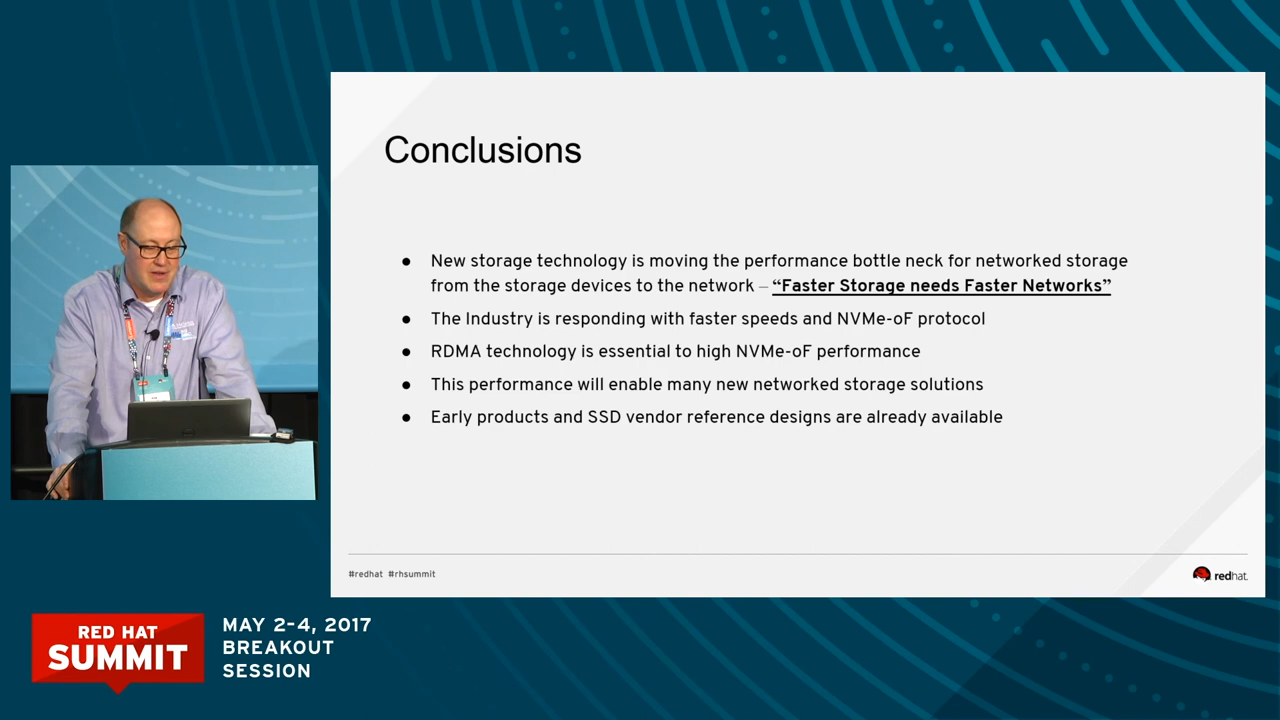 Conclusions
● New storage technology is moving the performance bottle neck for networked storage
from the storage devices to the network – “Faster Storage needs Faster Networks”
● The Industry is responding with faster speeds and NVMe-oF protocol
● RDMA technology is essential to high NVMe-oF performance
● This performance will enable many new networked storage solutions
● Early products and SSD vendor reference designs are already available
#redhat #rhsummit
redhat.
RED HAT
SUMMIT
MAY 2-4, 2017
BREAKOUT
SESSION